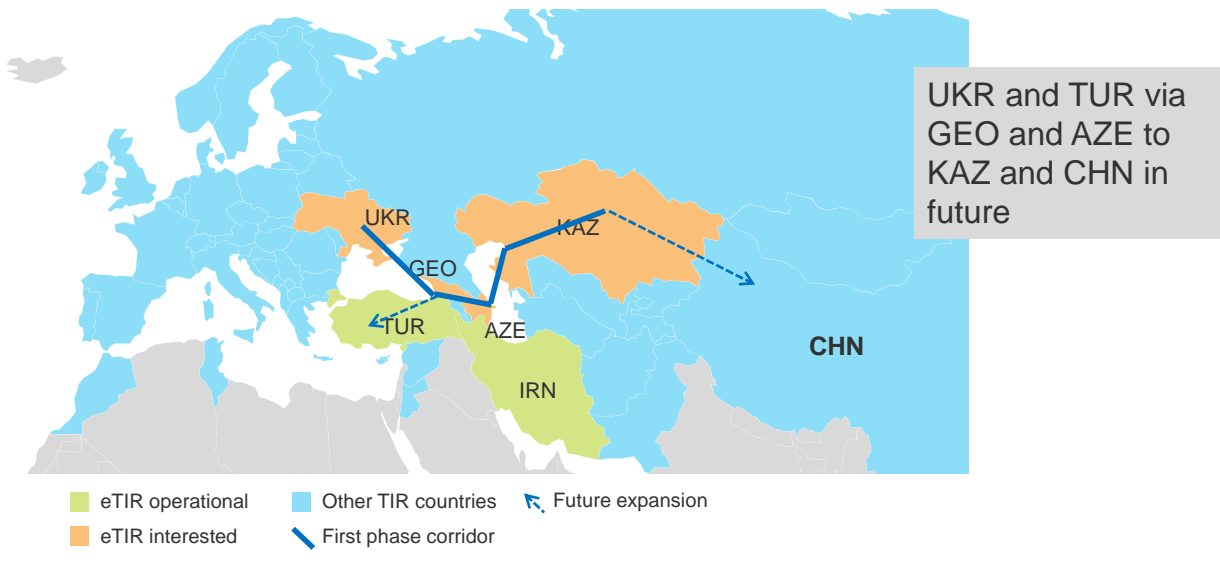 UKR and TUR via
GEO and AZE to
KAZ and CHN in
future
UKR
KAZ
GEO
TUR
AZE
CHN
IRN
eTIR operational
Other TIR countries
Future expansion
eTIR interested
First phase corridor